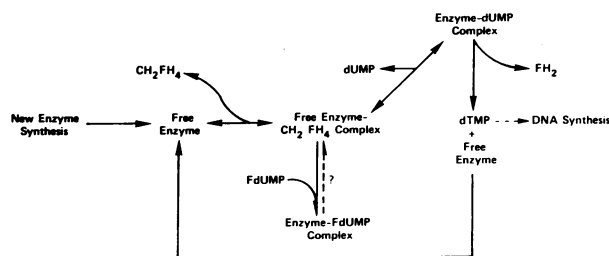 Enzyme-dUMP
Complex
CH2FH4
dUMP
FH2
New Enzyme
Synthesis
Free
Enzyme
Free Enzyme-
CH2 FH4 Complex
dTMP
+
Free
Enzyme
DNA Synthesis
FdUMP
?
Enzyme-FdUMP
Complex